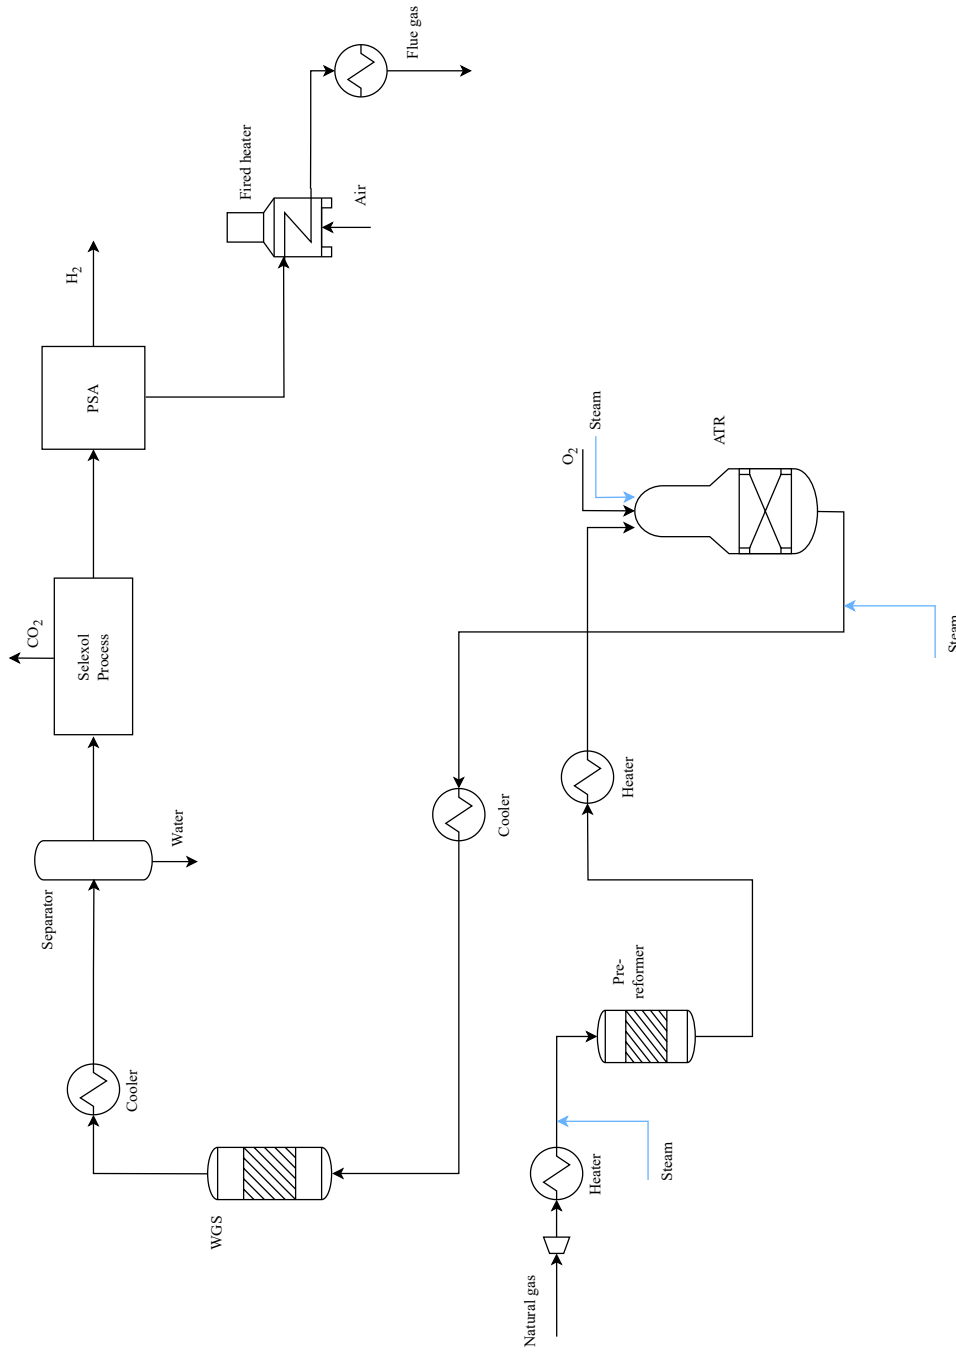 Natural gas
Heater
Steam
Pre-
reformer
Heater
O2
Steam
ATR
Steam
Cooler
WGS
Cooler
Separator
Water
Selexol
Process
CO2
PSA
H2
Fired heater
Air
Flue gas